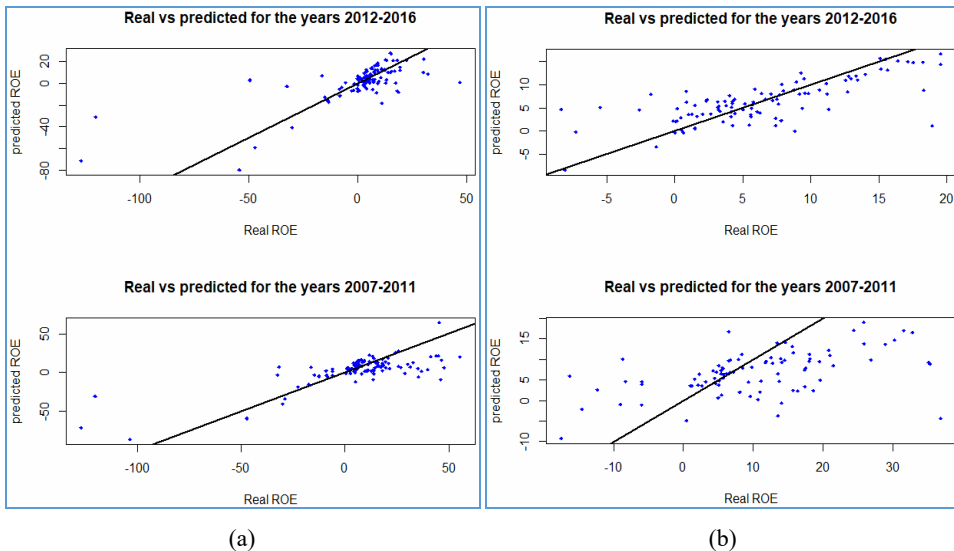 Real vs predicted for the years 2012-2016
predicted ROE
20
0
-40
-80
-100
-50
0
50
Real ROE
Real vs predicted for the years 2007-2011
predicted ROE
50
0
-50
-100
-50
0
50
Real ROE
(a)
Real vs predicted for the years 2012-2016
predicted ROE
10
5
0
-5
-5
0
5
10
15
20
Real ROE
Real vs predicted for the years 2007-2011
predicted ROE
15
5
0
-10
-10
0
10
20
30
Real ROE
(b)